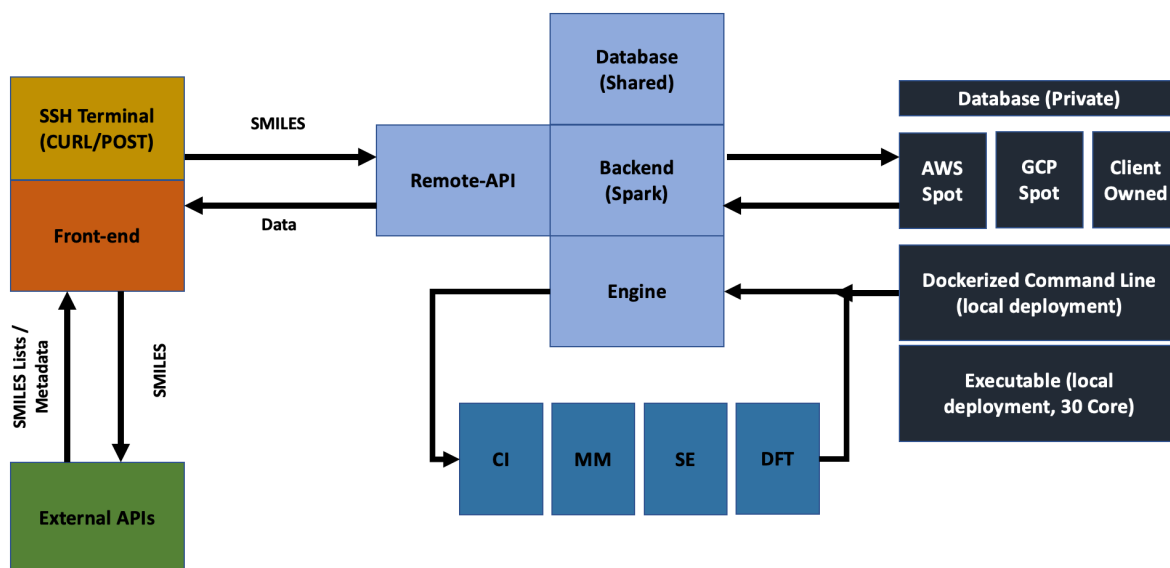 Database
(Shared)
SSH Terminal
(CURL/POST)
SMILES
Database (Private)
Remote-API
Backend
(Spark)
AWS
Spot
GCP
Spot
Client
Owned
Data
Front-end
Engine
Dockerized Command Line
(local deployment)
SMILES Lists /
Metadata
SMILES
Executable (local
deployment, 30 Core)
CI
MM
SE
DFT
External APIs